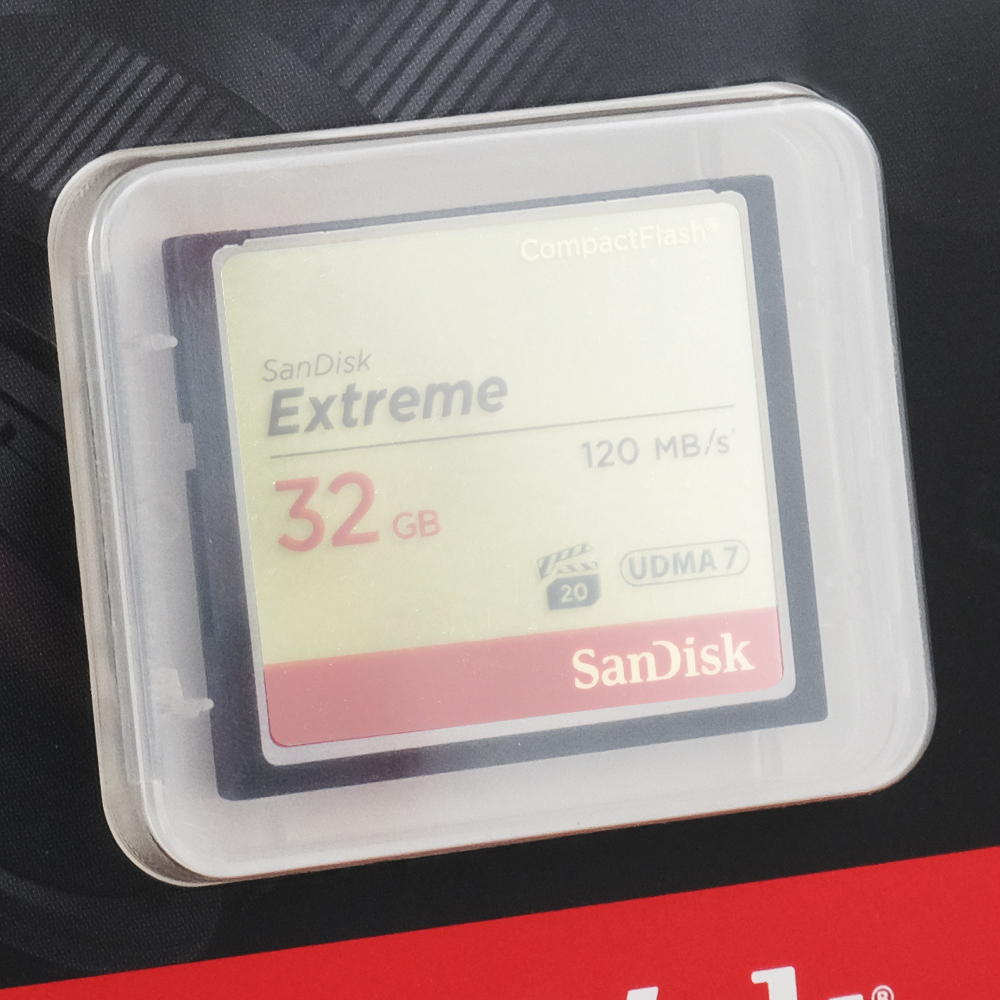 CompactFlash®
SanDisk
Extreme
120 MB/s*
32 GB
20 UDMA 7
SanDisk
®